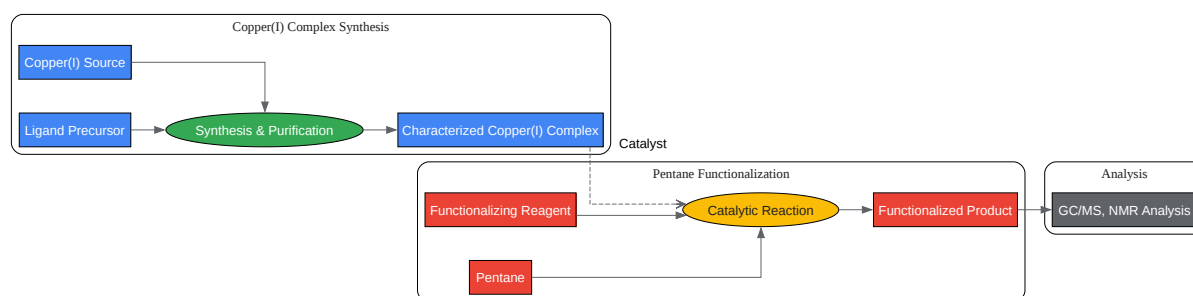 Copper(I) Complex Synthesis
Copper(I) Source
Ligand Precursor
Synthesis & Purification
Characterized Copper(I) Complex
Catalyst
Pentane Functionalization
Functionalizing Reagent
Catalytic Reaction
Functionalized Product
Pentane
Analysis
GC/MS, NMR Analysis